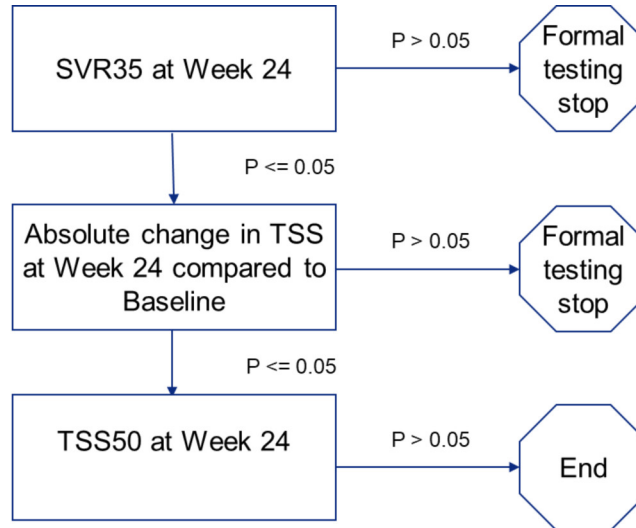 SVR35 at Week 24
P > 0.05
Formal
testing
stop
P <= 0.05
Absolute change in TSS
at Week 24 compared to
Baseline
P > 0.05
Formal
testing
stop
P <= 0.05
TSS50 at Week 24
P > 0.05
End